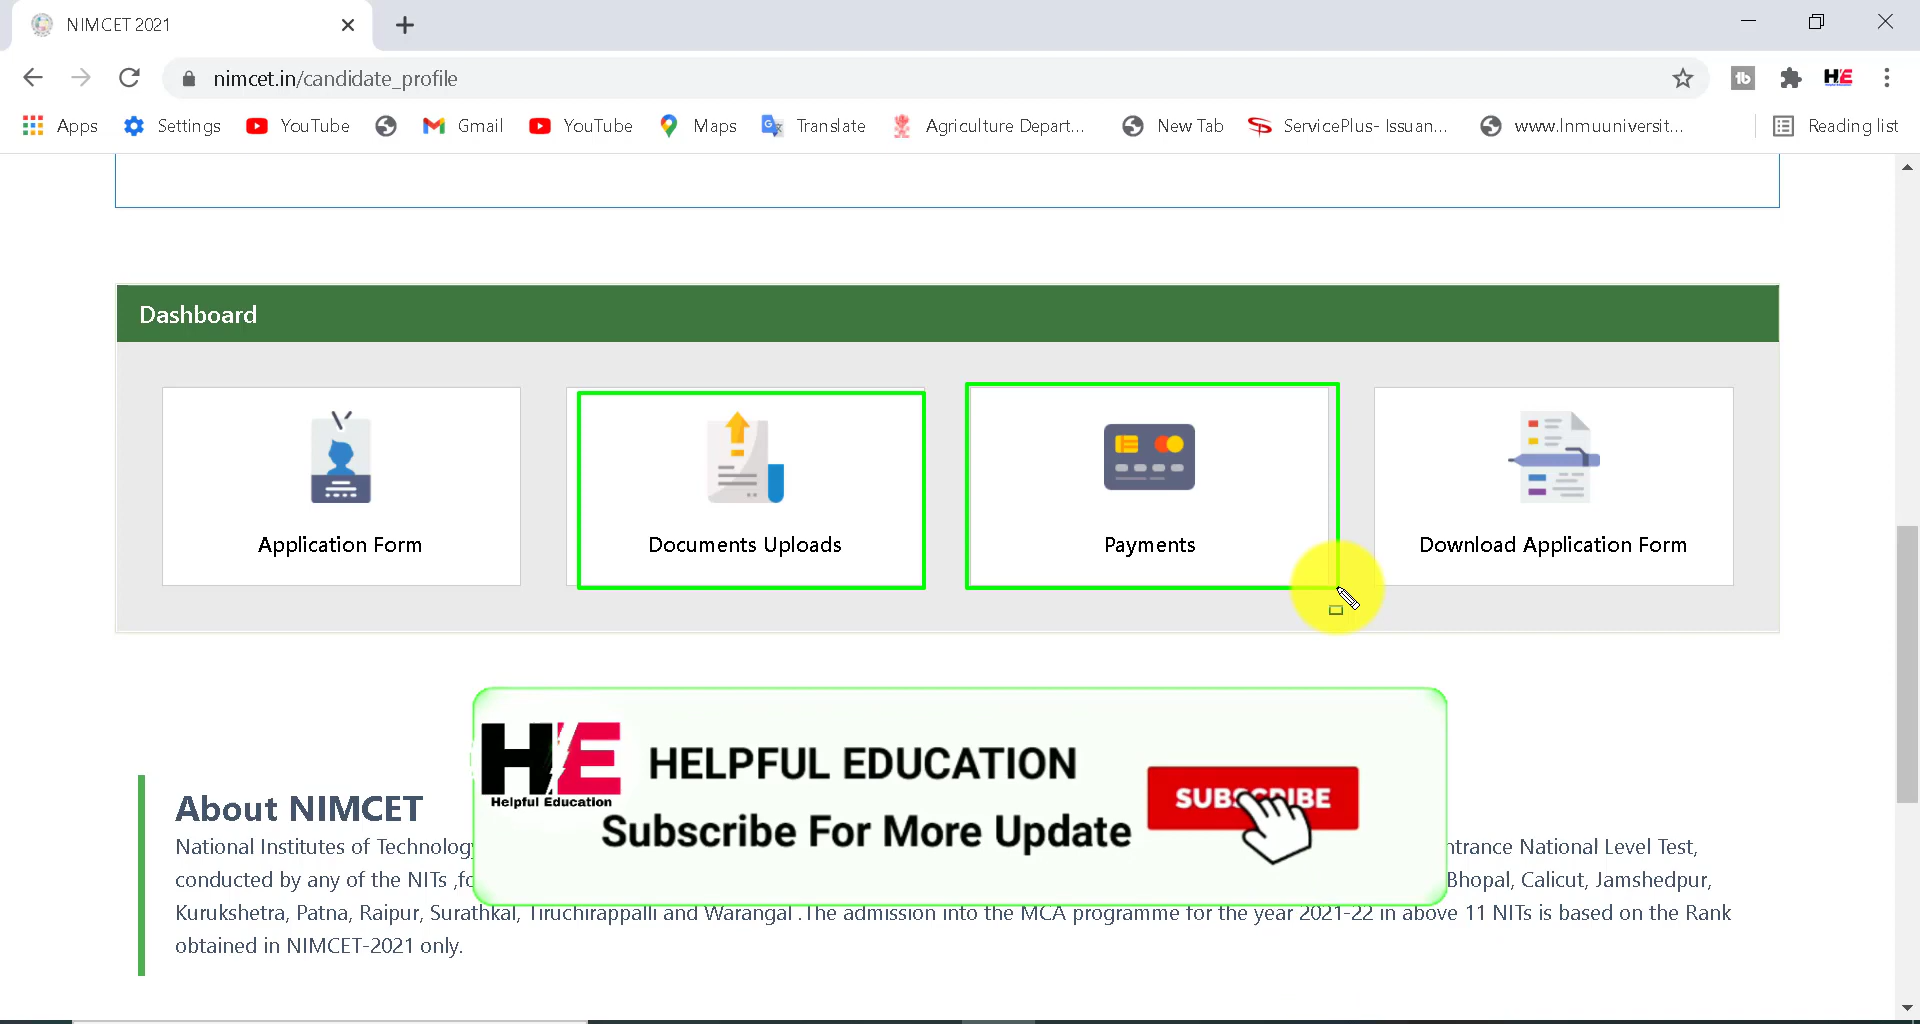 NIMCET 2021
nimcet.in/candidate_profile
Apps Settings YouTube Gmail YouTube Maps Translate Agriculture Depart... New Tab ServicePlus- Issuan... www.lnmuuniversit... Reading list
Dashboard
Application Form
Documents Uploads
Payments
Download Application Form
HE
Helpful Education
HELPFUL EDUCATION
Subscribe For More Update
SUBSCRIBE
About NIMCET
National Institutes of Technology ntrance National Level Test,
conducted by any of the NITs ,fo Bhopal, Calicut, Jamshedpur,
Kurukshetra, Patna, Raipur, Surathkal, Tiruchirappalli and Warangal .The admission into the MCA programme for the year 2021-22 in above 11 NITs is based on the Rank
obtained in NIMCET-2021 only.